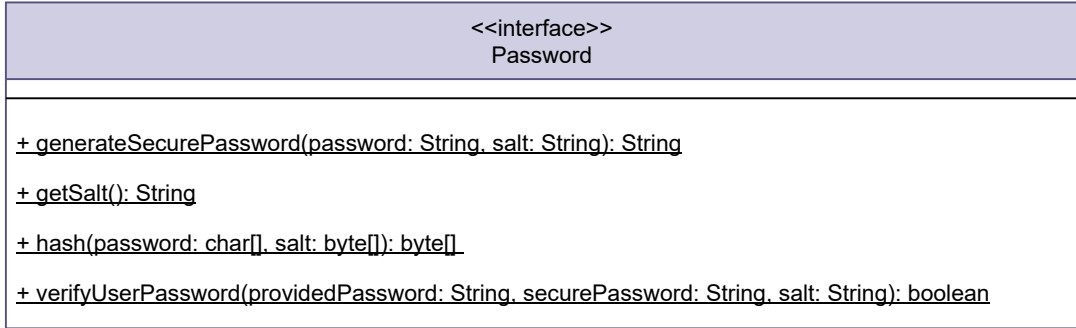 <<interface>>
Password
+ generateSecurePassword(password: String, salt: String): String
+ getSalt(): String
+ hash(password: char[], salt: byte[]): byte[]
+ verifyUserPassword(providedPassword: String, securePassword: String, salt: String): boolean